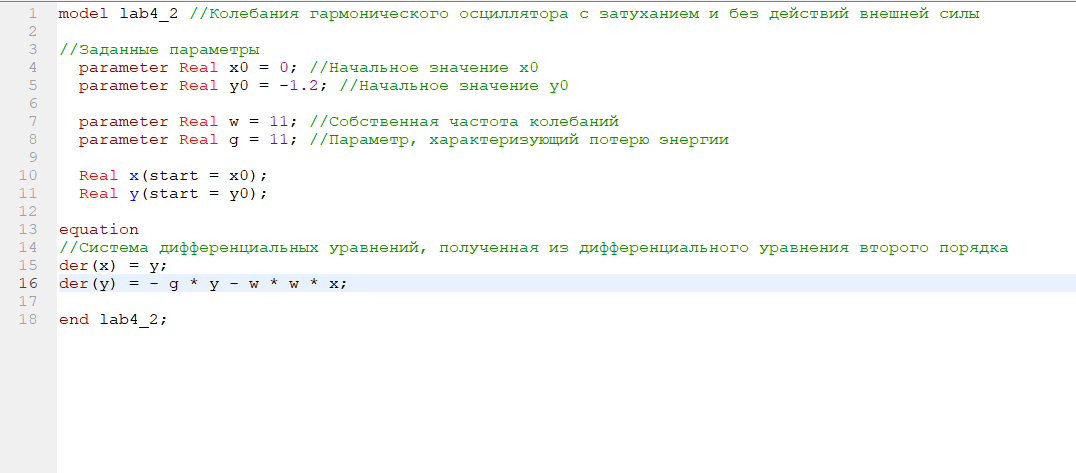 1 model lab4_2 //Колебания гармонического осциллятора с затуханием и без действий внешней силы
2
3 //Заданные параметры
4 parameter Real x0 = 0; //Начальное значение x0
5 parameter Real y0 = -1.2; //Начальное значение y0
6
7 parameter Real w = 11; //Собственная частота колебаний
8 parameter Real g = 11; //Параметр, характеризующий потерю энергии
9
10 Real x(start = x0);
11 Real y(start = y0);
12
13 equation
14 //Система дифференциальных уравнений, полученная из дифференциального уравнения второго порядка
15 der(x) = y;
16 der(y) = - g * y - w * w * x;
17
18 end lab4_2;